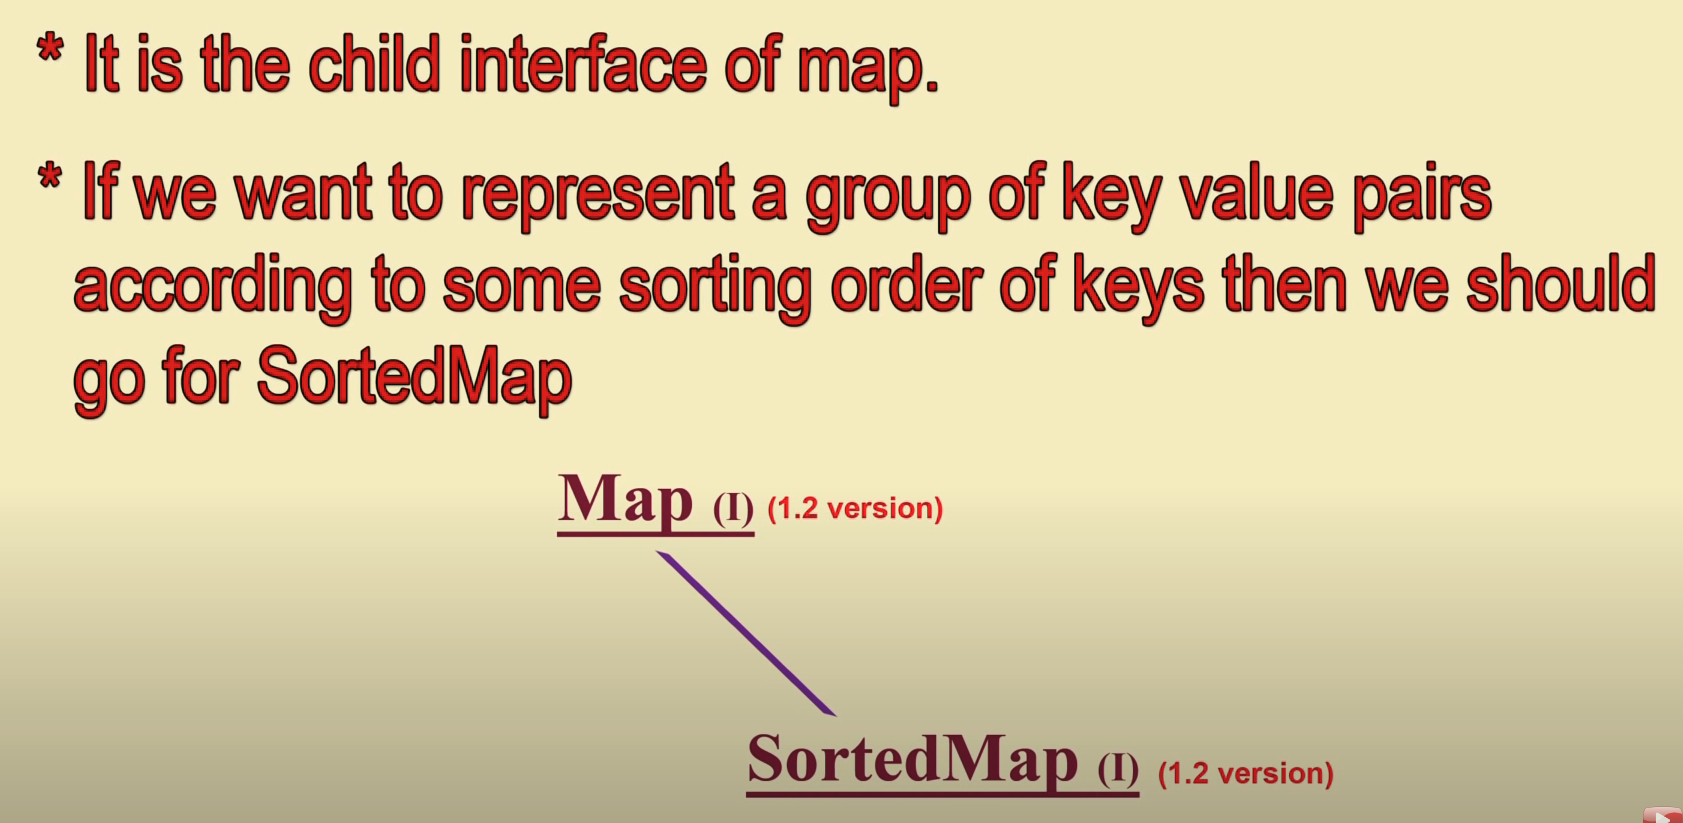 * It is the child interface of map.
* If we want to represent a group of key value pairs
according to some sorting order of keys then we should
go for SortedMap
Map (I) (1.2 version)
SortedMap (I) (1.2 version)